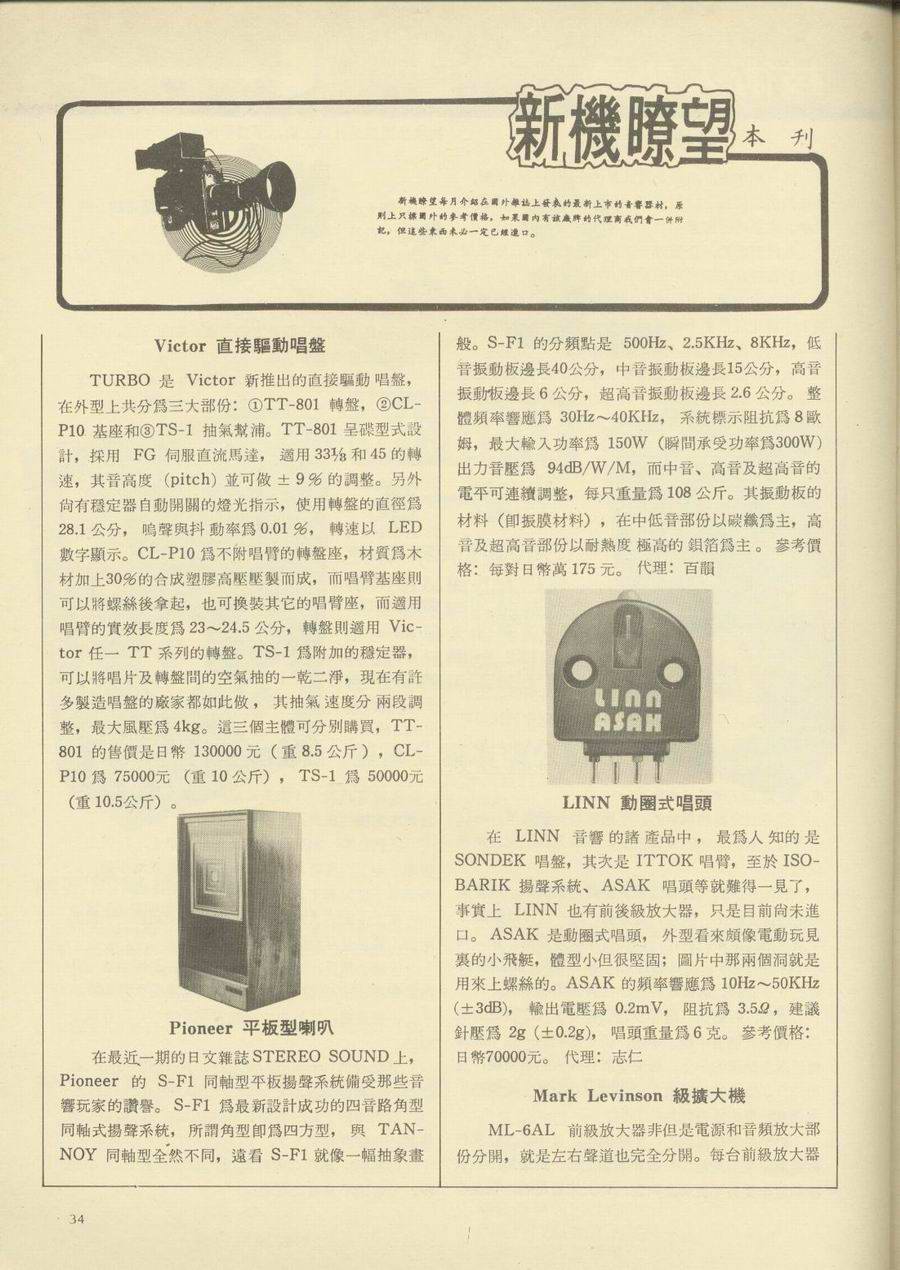 新機瞭望
本刊
新機瞭望每月介紹在國外雜誌上發表的最新上市的音響器材，原
則上只採國外的參考價格，如果國內有該廠牌的代理商我們會一併附
記，但這些東西未必一定已經進口。
Victor 直接驅動唱盤
TURBO 是 Victor 新推出的直接驅動唱盤，
在外型上共分爲三大部份：①TT-801 轉盤，②CL-
P10 基座和③TS-1 抽氣幫浦。TT-801 呈碟型式設
計，採用 FG 伺服直流馬達，適用 33⅓ 和 45 的轉
速，其音高度（pitch）並可做 ± 9 % 的調整。另外
尙有穩定器自動開關的燈光指示，使用轉盤的直徑爲
28.1 公分，嗚聲與抖動率爲 0.01 %，轉速以 LED
數字顯示。CL-P10 爲不附唱臂的轉盤座，材質爲木
材加上30%的合成塑膠高壓壓製而成，而唱臂基座則
可以將螺絲後拿起，也可換裝其它的唱臂座，而適用
唱臂的實效長度爲 23～24.5 公分，轉盤則適用 Vic-
tor 任一 TT 系列的轉盤。TS-1 爲附加的穩定器，
可以將唱片及轉盤間的空氣抽的一乾二淨，現在有許
多製造唱盤的廠家都如此做，其抽氣速度分兩段調
整，最大風壓爲 4kg。這三個主體可分別購買，TT-
801 的售價是日幣 130000 元（重 8.5 公斤），CL-
P10 爲 75000元（重 10 公斤），TS-1 爲 50000元
（重 10.5公斤）。
Pioneer 平板型喇叭
在最近一期的日文雜誌 STEREO SOUND 上，
Pioneer 的 S-F1 同軸型平板揚聲系統備受那些音
響玩家的讚譽。S-F1 爲最新設計成功的四音路角型
同軸式揚聲系統，所謂角型卽爲四方型，與 TAN-
NOY 同軸型全然不同，遠看 S-F1 就像一幅抽象畫
般。S-F1 的分頻點是 500Hz、2.5KHz、8KHz，低
音振動板邊長40公分，中音振動板邊長15公分，高音
振動板邊長 6 公分，超高音振動板邊長 2.6 公分。整
體頻率響應爲 30Hz～40KHz，系統標示阻抗爲 8 歐
姆，最大輸入功率爲 150W（瞬間承受功率爲300W）
出力音壓爲 94dB/W/M，而中音、高音及超高音的
電平可連續調整，每只重量爲 108 公斤。其振動板的
材料（卽振膜材料），在中低音部份以碳纖爲主，高
音及超高音部份以耐熱度極高的鋇箔爲主。參考價
格：每對日幣萬 175 元。代理：百韻
LINN
ASAK
LINN 動圈式唱頭
在 LINN 音響的諸產品中，最爲人知的是
SONDEK 唱盤，其次是 ITTOK 唱臂，至於 ISO-
BARIK 揚聲系統、ASAK 唱頭等就難得一見了，
事實上 LINN 也有前後級放大器，只是目前尙未進
口。ASAK 是動圈式唱頭，外型看來頗像電動玩見
裏的小飛艇，體型小但很堅固；圖片中那兩個洞就是
用來上螺絲的。ASAK 的頻率響應爲 10Hz～50KHz
(±3dB)，輸出電壓爲 0.2mV，阻抗爲 3.5Ω，建議
針壓爲 2g (±0.2g)，唱頭重量爲 6 克。參考價格：
日幣70000元。代理：志仁
Mark Levinson 級擴大機
ML-6AL 前級放大器非但是電源和音頻放大部
份分開，就是左右聲道也完全分開。每台前級放大器
34